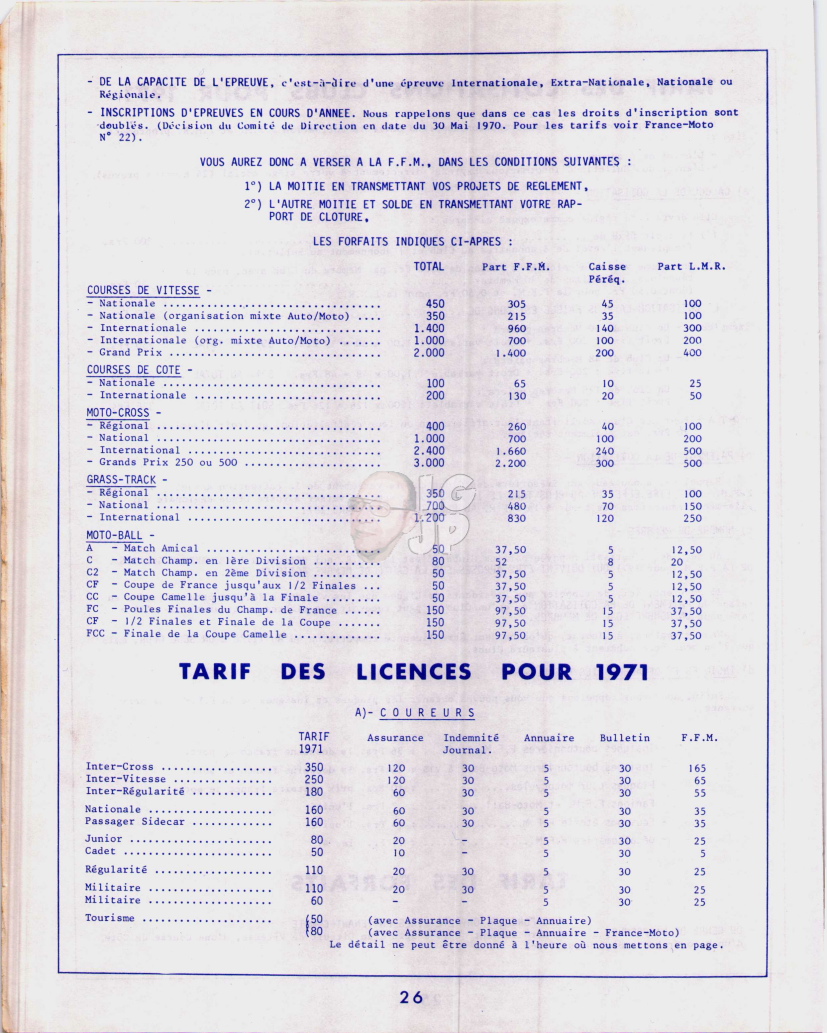 - DE LA CAPACITE DE L'EPREUVE, c'est-à-dire d'une épreuve Internationale, Extra-Nationale, Nationale ou
Régionale.
- INSCRIPTIONS D'EPREUVES EN COURS D'ANNEE. Nous rappelons que dans ce cas les droits d'inscription sont
doublés. (Décision du Comité de Direction en date du 30 Mai 1970. Pour les tarifs voir France-Moto
N° 22).
VOUS AUREZ DONC A VERSER A LA F.F.M., DANS LES CONDITIONS SUIVANTES :
1°) LA MOITIE EN TRANSMETTANT VOS PROJETS DE REGLEMENT,
2°) L'AUTRE MOITIE ET SOLDE EN TRANSMETTANT VOTRE RAP-
PORT DE CLOTURE,
LES FORFAITS INDIQUES CI-APRES :
TOTAL Part F.F.M. Caisse Part L.M.R.
Péréq.
COURSES DE VITESSE -
- Nationale ................................... 450 305 45 100
- Nationale (organisation mixte Auto/Moto) .... 350 215 35 100
- Internationale .............................. 1.400 960 140 300
- Internationale (org. mixte Auto/Moto) ....... 1.000 700 100 200
- Grand Prix .................................. 2.000 1.400 200 400
COURSES DE COTE -
- Nationale ................................... 100 65 10 25
- Internationale .............................. 200 130 20 50
MOTO-CROSS -
- Régional .................................... 400 260 40 100
- National .................................... 1.000 700 100 200
- International ............................... 2.400 1.660 240 500
- Grands Prix 250 ou 500 ...................... 3.000 2.200 300 500
GRASS-TRACK -
- Régional .................................... 350 215 35 100
- National .................................... 700 480 70 150
- International ............................... 1.200 830 120 250
MOTO-BALL -
A - Match Amical ............................ 50 37,50 5 12,50
C - Match Champ. en 1ère Division ........... 80 52 8 20
C2 - Match Champ. en 2ème Division ........... 50 37,50 5 12,50
CF - Coupe de France jusqu'aux 1/2 Finales ... 50 37,50 5 12,50
CC - Coupe Camelle jusqu'à la Finale ......... 50 37,50 5 12,50
FC - Poules Finales du Champ. de France ...... 150 97,50 15 37,50
CF - 1/2 Finales et Finale de la Coupe ....... 150 97,50 15 37,50
FCC - Finale de la Coupe Camelle .............. 150 97,50 15 37,50
JG
JP
TARIF DES LICENCES POUR 1971
A)- COUREURS
TARIF Assurance Indemnité Annuaire Bulletin F.F.M.
1971 Journal.
Inter-Cross .................. 350 120 30 5 30 165
Inter-Vitesse ................ 250 120 30 5 30 65
Inter-Régularité ............. 180 60 30 5 30 55
Nationale .................... 160 60 30 5 30 35
Passager Sidecar ............. 160 60 30 5 30 35
Junior ....................... 80 20 - 5 30 25
Cadet ........................ 50 10 - 5 30 5
Régularité ................... 110 20 30 5 30 25
Militaire .................... 110 20 30 5 30 25
Militaire .................... 60 - - 5 30 25
Tourisme ..................... (50 (avec Assurance - Plaque - Annuaire)
(80 (avec Assurance - Plaque - Annuaire - France-Moto)
Le détail ne peut être donné à l'heure où nous mettons en page.
26